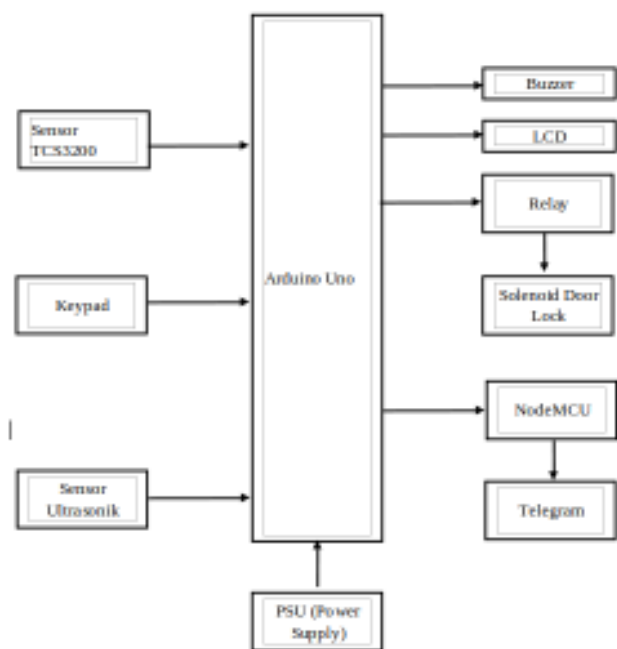 Buzzer
Sensor
TCS3200
LCD
Relay
Arduino Uno
Keypad
Solenoid Door
Lock
NodeMCU
Sensor
Ultrasonik
Telegram
PSU (Power
Supply)